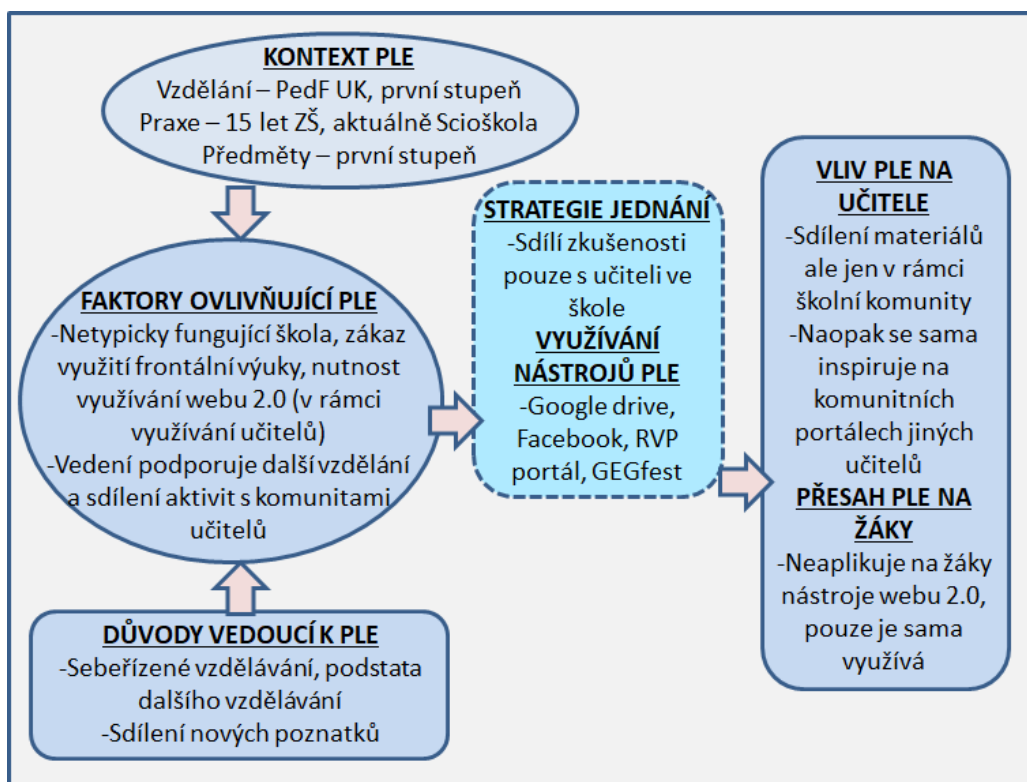 KONTEXT PLE
Vzdělání – PedF UK, první stupeň
Praxe – 15 let ZŠ, aktuálně Scioškola
Předměty – první stupeň
FAKTORY OVLIVŇUJÍCÍ PLE
-Netypicky fungující škola, zákaz
využití frontální výuky, nutnost
využívání webu 2.0 (v rámci
využívání učitelů)
-Vedení podporuje další vzdělání
a sdílení aktivit s komunitami
učitelů
DŮVODY VEDOUCÍ K PLE
-Sebeřízené vzdělávání, podstata
dalšího vzdělávání
-Sdílení nových poznatků
STRATEGIE JEDNÁNÍ
-Sdílí zkušenosti
pouze s učiteli ve
škole
VYUŽÍVÁNÍ
NÁSTROJŮ PLE
-Google drive,
Facebook, RVP
portál, GEGfest
VLIV PLE NA
UČITELE
-Sdílení materiálů
ale jen v rámci
školní komunity
-Naopak se sama
inspiruje na
komunitních
portálech jiných
učitelů
PŘESAH PLE NA
ŽÁKY
-Neaplikuje na žáky
nástroje webu 2.0,
pouze je sama
využívá